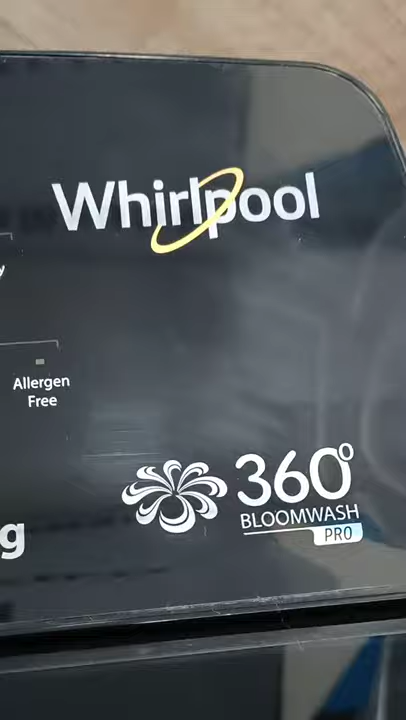 Whirlpool
y
Allergen
Free
360°
BLOOMWASH
PRO
g